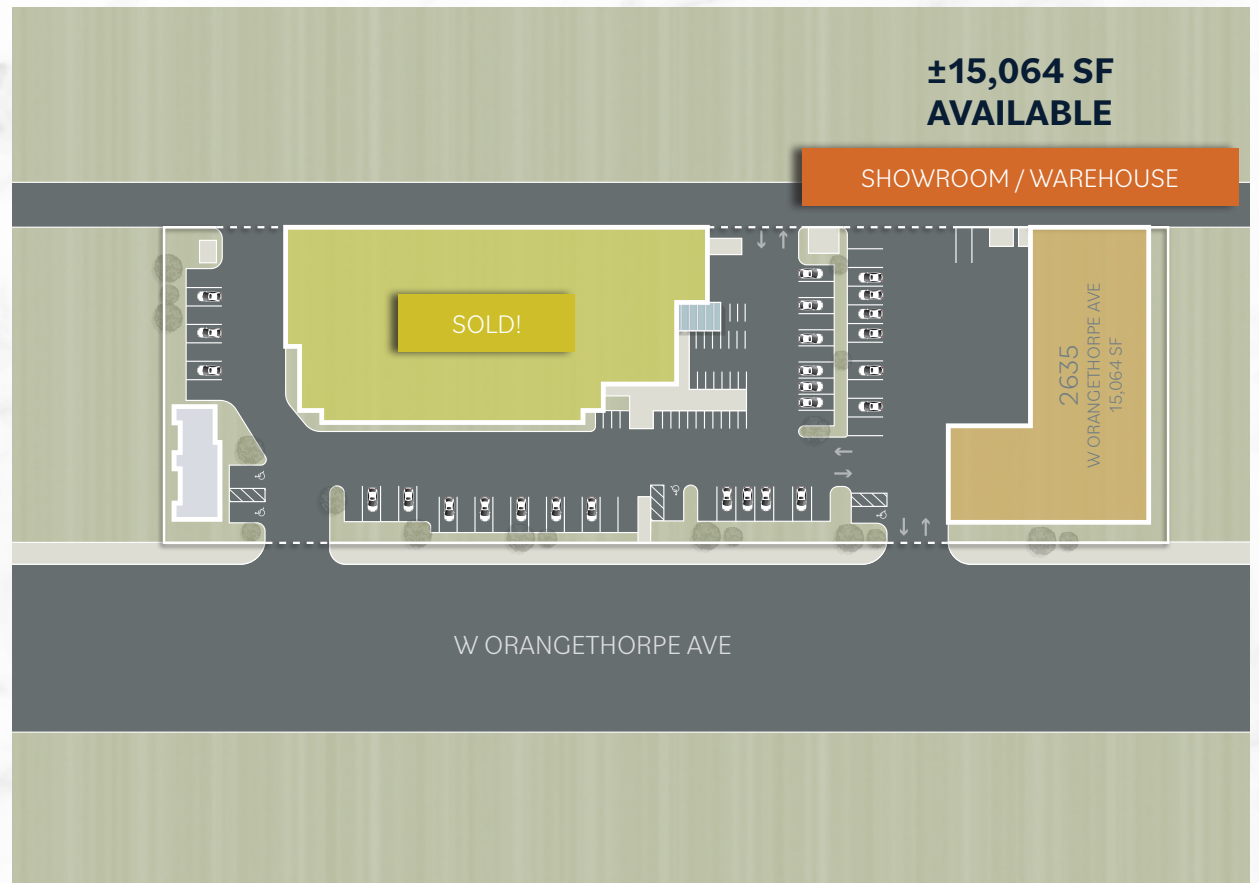 ±15,064 SF
AVAILABLE
SHOWROOM / WAREHOUSE
SOLD!
2635
W ORANGETHORPE AVE
15,064 SF
W ORANGETHORPE AVE